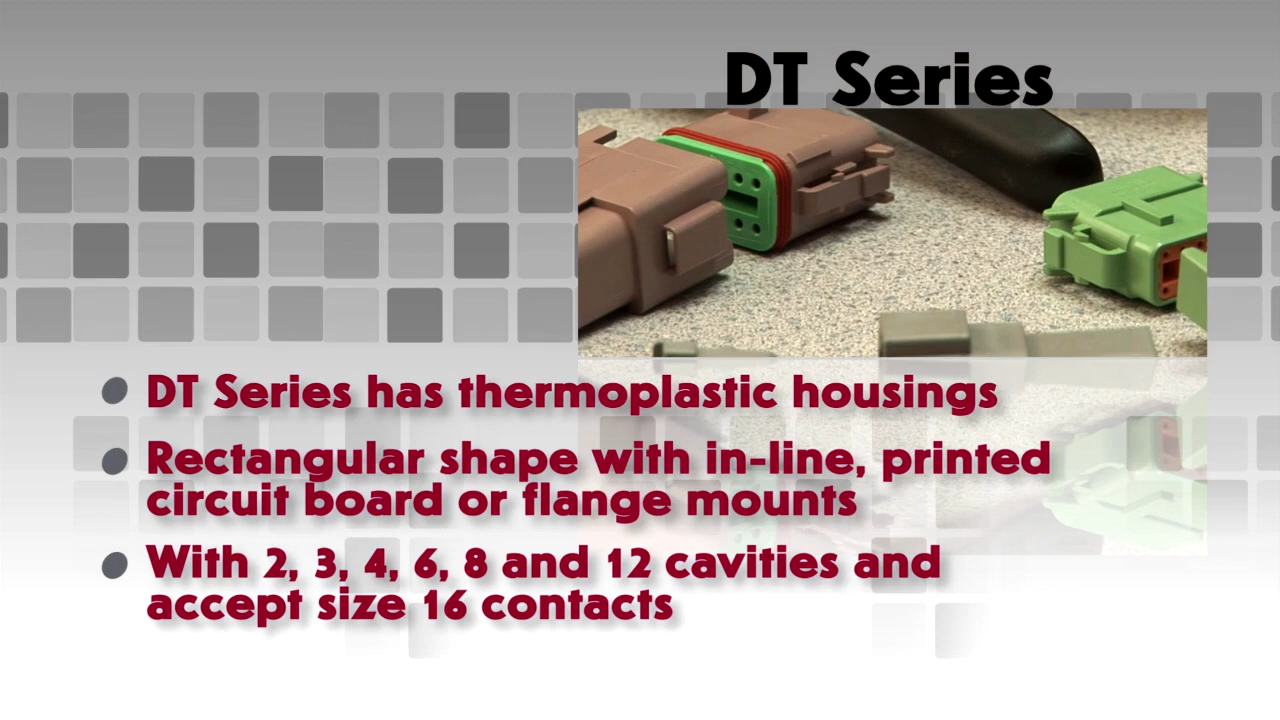 DT Series
DT Series has thermoplastic housings
Rectangular shape with in-line, printed
circuit board or flange mounts
With 2, 3, 4, 6, 8 and 12 cavities and
accept size 16 contacts